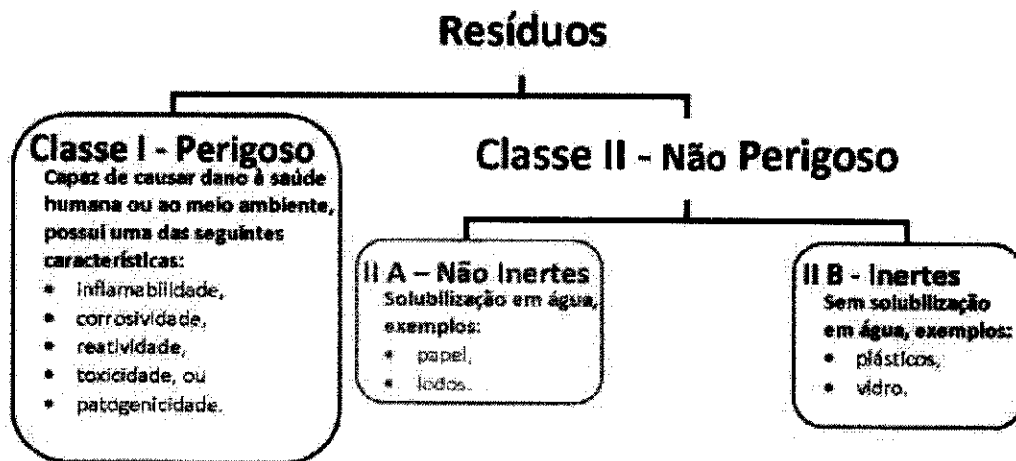 Resíduos
Classe I - Perigoso
Capaz de causar dano à saúde
humana ou ao meio ambiente,
possui uma das seguintes
características:
• inflamabilidade,
• corrosividade,
• reatividade,
• toxicidade, ou
• patogenicidade.
Classe II - Não Perigoso
II A – Não Inertes
Solubilização em água,
exemplos:
• papel,
• lodos.
II B - Inertes
Sem solubilização
em água, exemplos:
• plásticos,
• vidro.